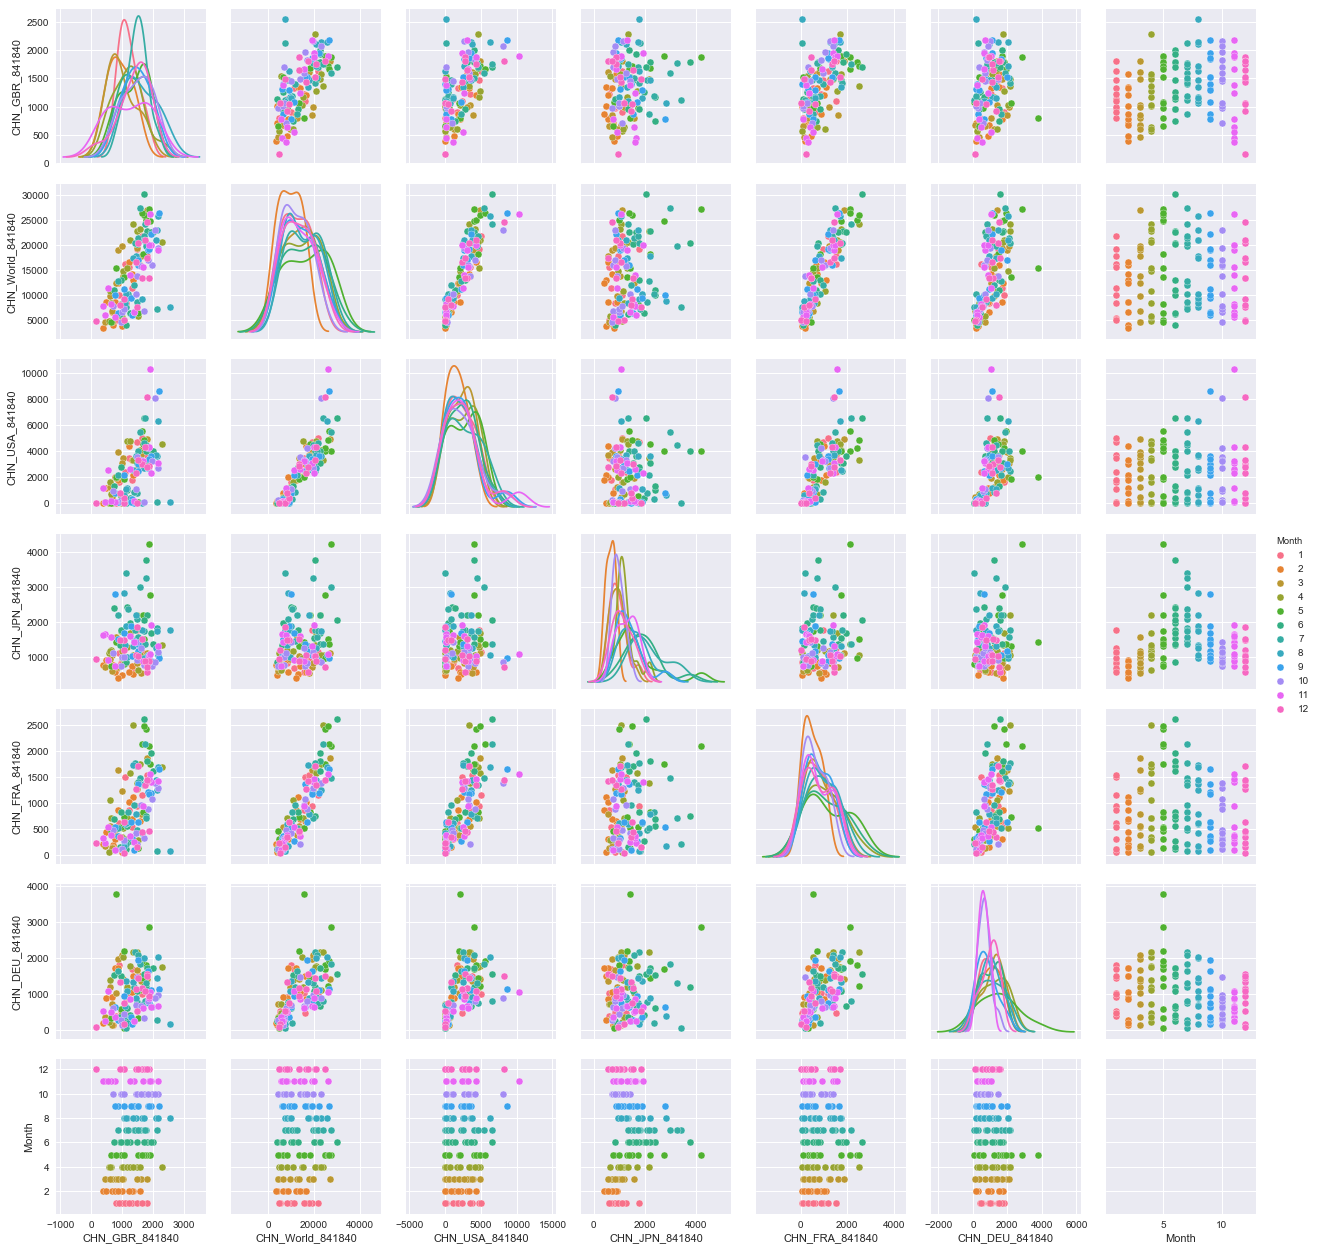 CHN_GBR_841840
2500
2000
1500
1000
500
0
CHN_World_841840
30000
25000
20000
15000
10000
5000
CHN_USA_841840
10000
8000
6000
4000
2000
0
CHN_JPN_841840
4000
3000
2000
1000
Month
1
2
3
4
5
6
7
8
9
10
11
12
CHN_FRA_841840
2500
2000
1500
1000
500
0
CHN_DEU_841840
4000
3000
2000
1000
0
Month
12
10
8
6
4
2
−1000 0 1000 2000 3000
CHN_GBR_841840
0 20000 40000
CHN_World_841840
−5000 0 5000 10000 15000
CHN_USA_841840
0 2000 4000
CHN_JPN_841840
0 2000 4000
CHN_FRA_841840
−2000 0 2000 4000 6000
CHN_DEU_841840
5 10
Month